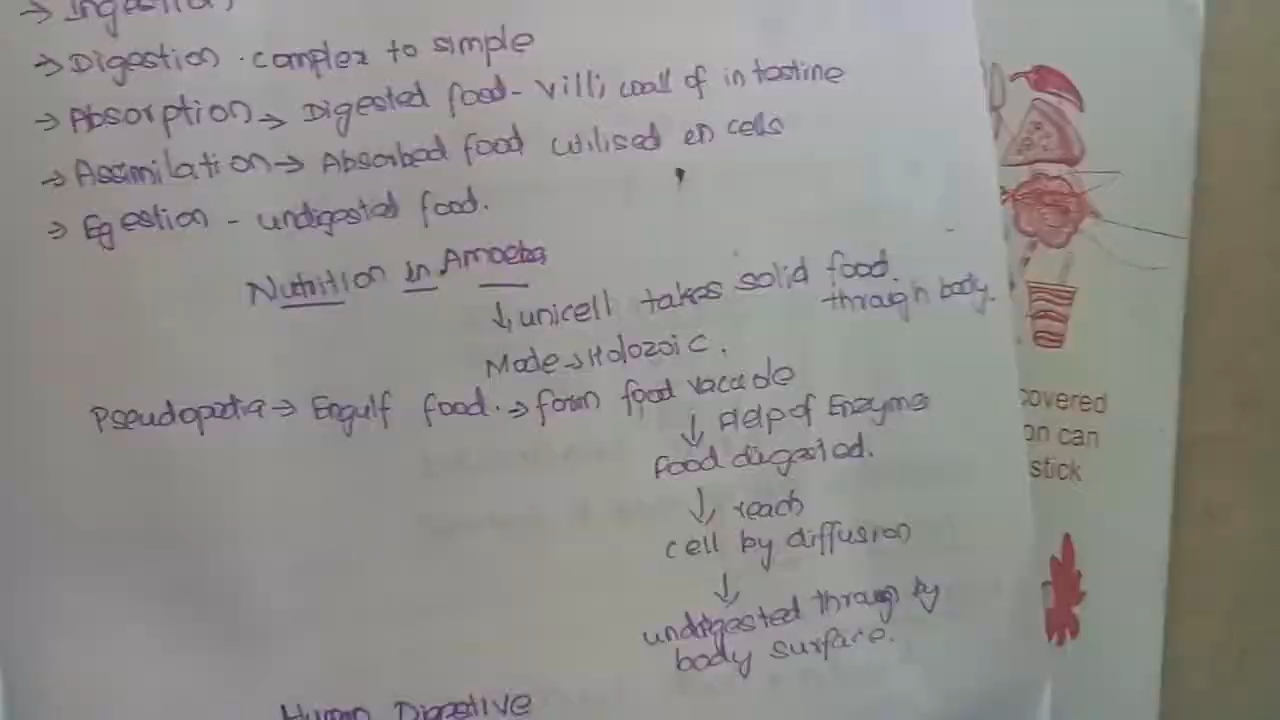 → Ingestion,
→ Digestion . complex to simple
→ Absorption → Digested food - villi, wall of intestine
→ Assimilation → Absorbed food utilised in cells
→ Egestion - undigested food.
Nutrition in Amoeba
↓ unicell takes solid food.
through body.
Mode → Holozoic.
Pseudopodia → Engulf food. → form food vacuole
↓ Help of Enzyme
food digested.
↓ reach
cell by diffusion
↓
undigested through by
body surface.
Human Digestive
covered
on can
stick